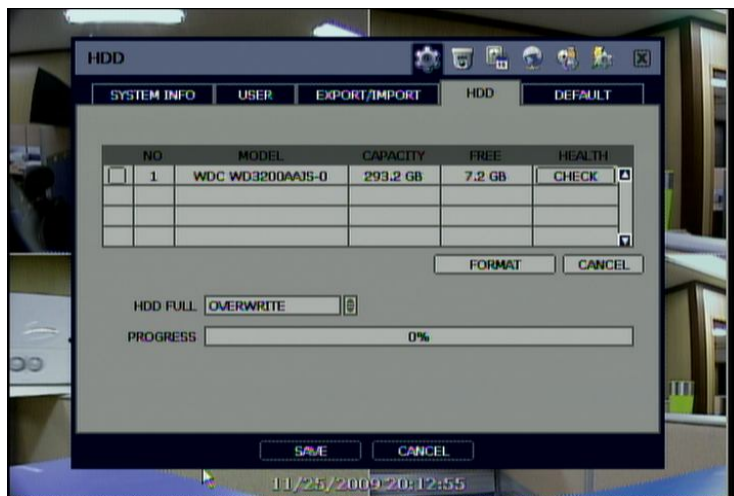 HDD
SYSTEM INFO USER EXPORT/IMPORT HDD DEFAULT
NO MODEL CAPACITY FREE HEALTH
1 WDC WD3200AAJS-0 293.2 GB 7.2 GB CHECK
FORMAT CANCEL
HDD FULL OVERWRITE
PROGRESS 0%
SAVE CANCEL
11/25/2009 20:12:55